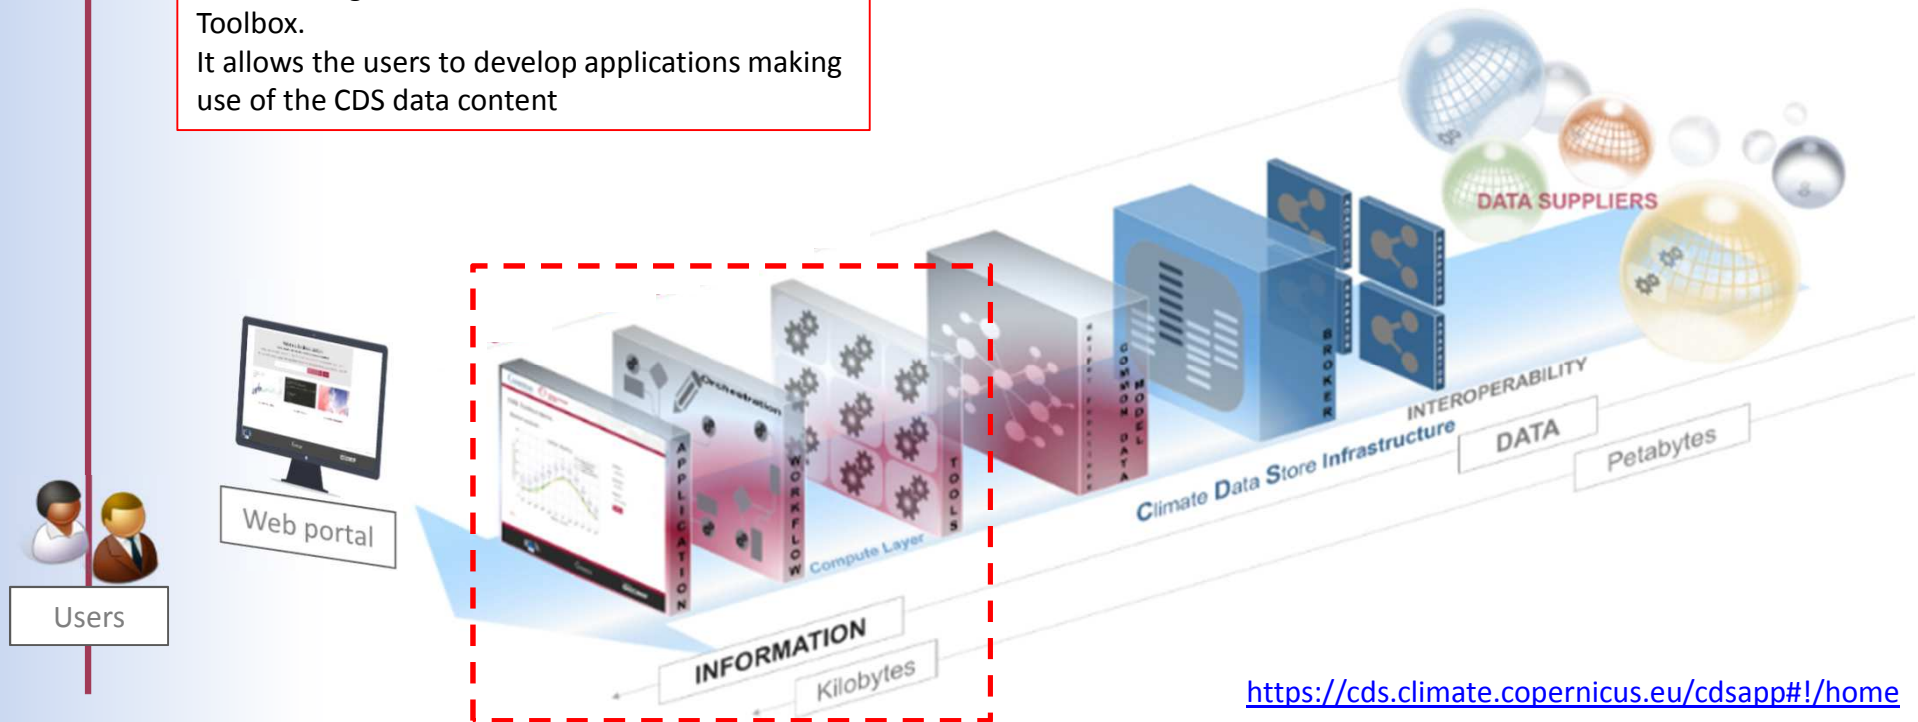 Toolbox.
It allows the users to develop applications making
use of the CDS data content
DATA SUPPLIERS
Orchestration
APPLICATION
WORKFLOW
TOOLS
COMMON DATA
MODEL
BROKER
INTEROPERABILITY
Compute Layer
Climate Data Store Infrastructure
DATA
Petabytes
Web portal
Users
INFORMATION
Kilobytes
https://cds.climate.copernicus.eu/cdsapp#!/home